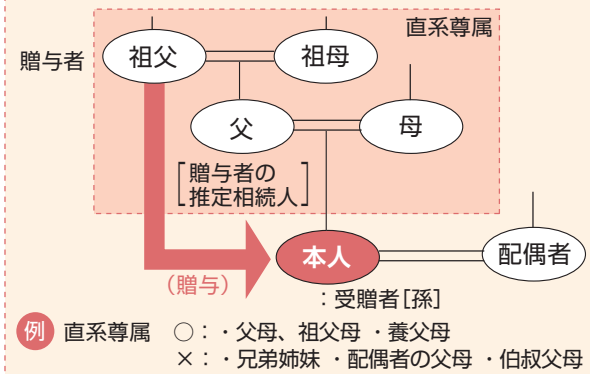 直系尊属
贈与者
祖父
祖母
父
母
贈与者の
推定相続人
本人
配偶者
(贈与)
:受贈者[孫]
例 直系尊属 ○:・父母、祖父母 ・養父母
×:・兄弟姉妹 ・配偶者の父母 ・伯叔父母